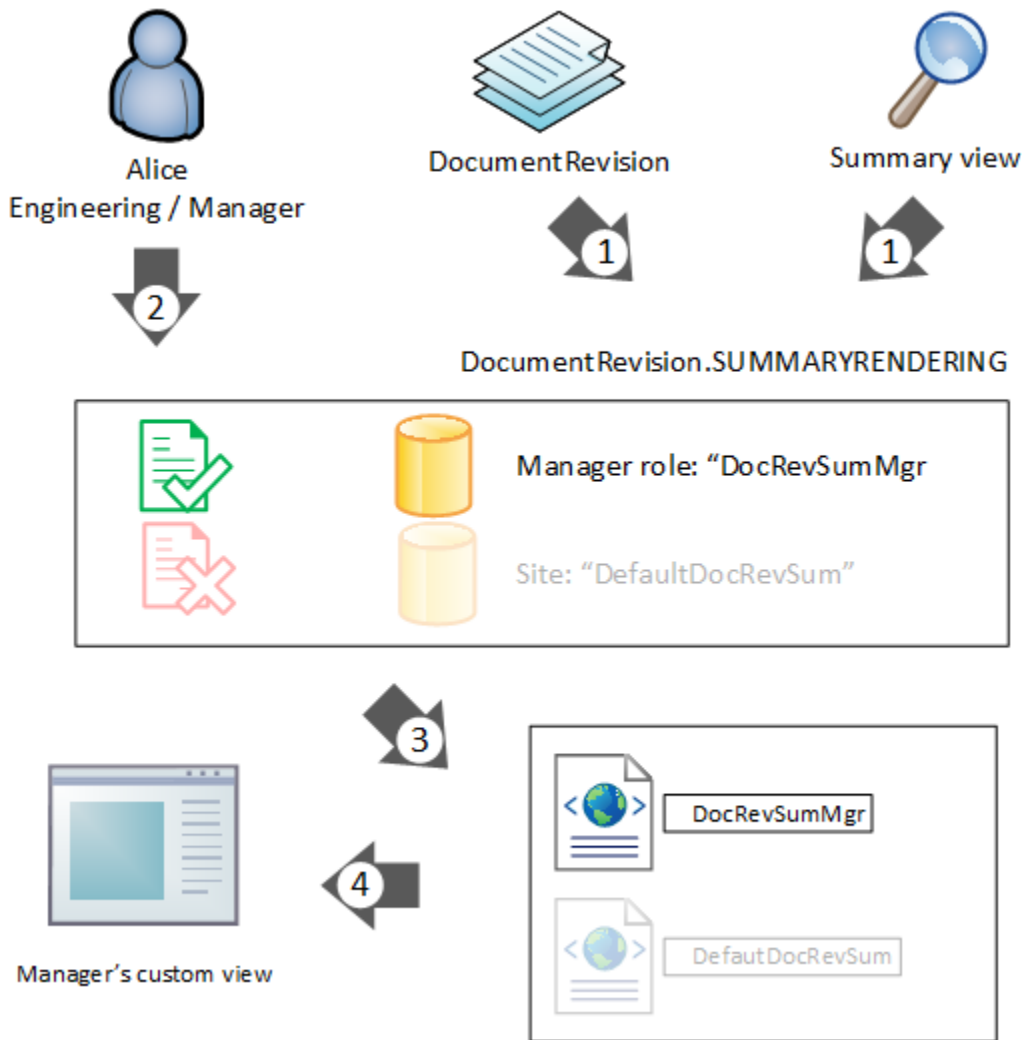 Alice
Engineering / Manager
DocumentRevision
Summary view
1
1
2
DocumentRevision.SUMMARYRENDERING
Manager role: “DocRevSumMgr
Site: “DefaultDocRevSum”
3
DocRevSumMgr
4
DefautDocRevSum
Manager’s custom view